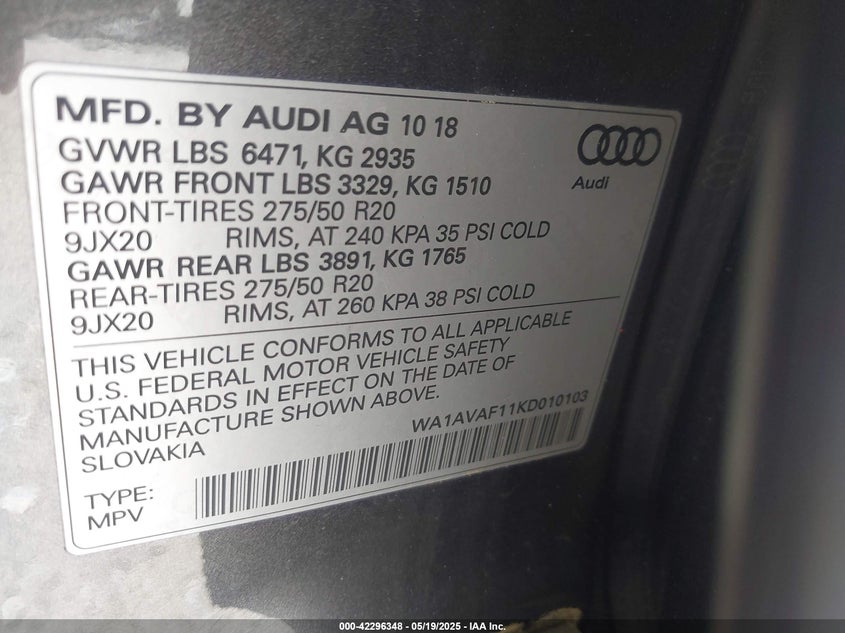 MFD. BY AUDI AG 10 18
GVWR LBS 6471, KG 2935
GAWR FRONT LBS 3329, KG 1510
FRONT-TIRES 275/50 R20
9JX20 RIMS, AT 240 KPA 35 PSI COLD
GAWR REAR LBS 3891, KG 1765
REAR-TIRES 275/50 R20
9JX20 RIMS, AT 260 KPA 38 PSI COLD
Audi
THIS VEHICLE CONFORMS TO ALL APPLICABLE
U.S. FEDERAL MOTOR VEHICLE SAFETY
STANDARDS IN EFFECT ON THE DATE OF
MANUFACTURE SHOWN ABOVE.
SLOVAKIA
WA1AVAF11KD010103
TYPE:
MPV
000-42296348 - 05/19/2025 - IAA Inc.